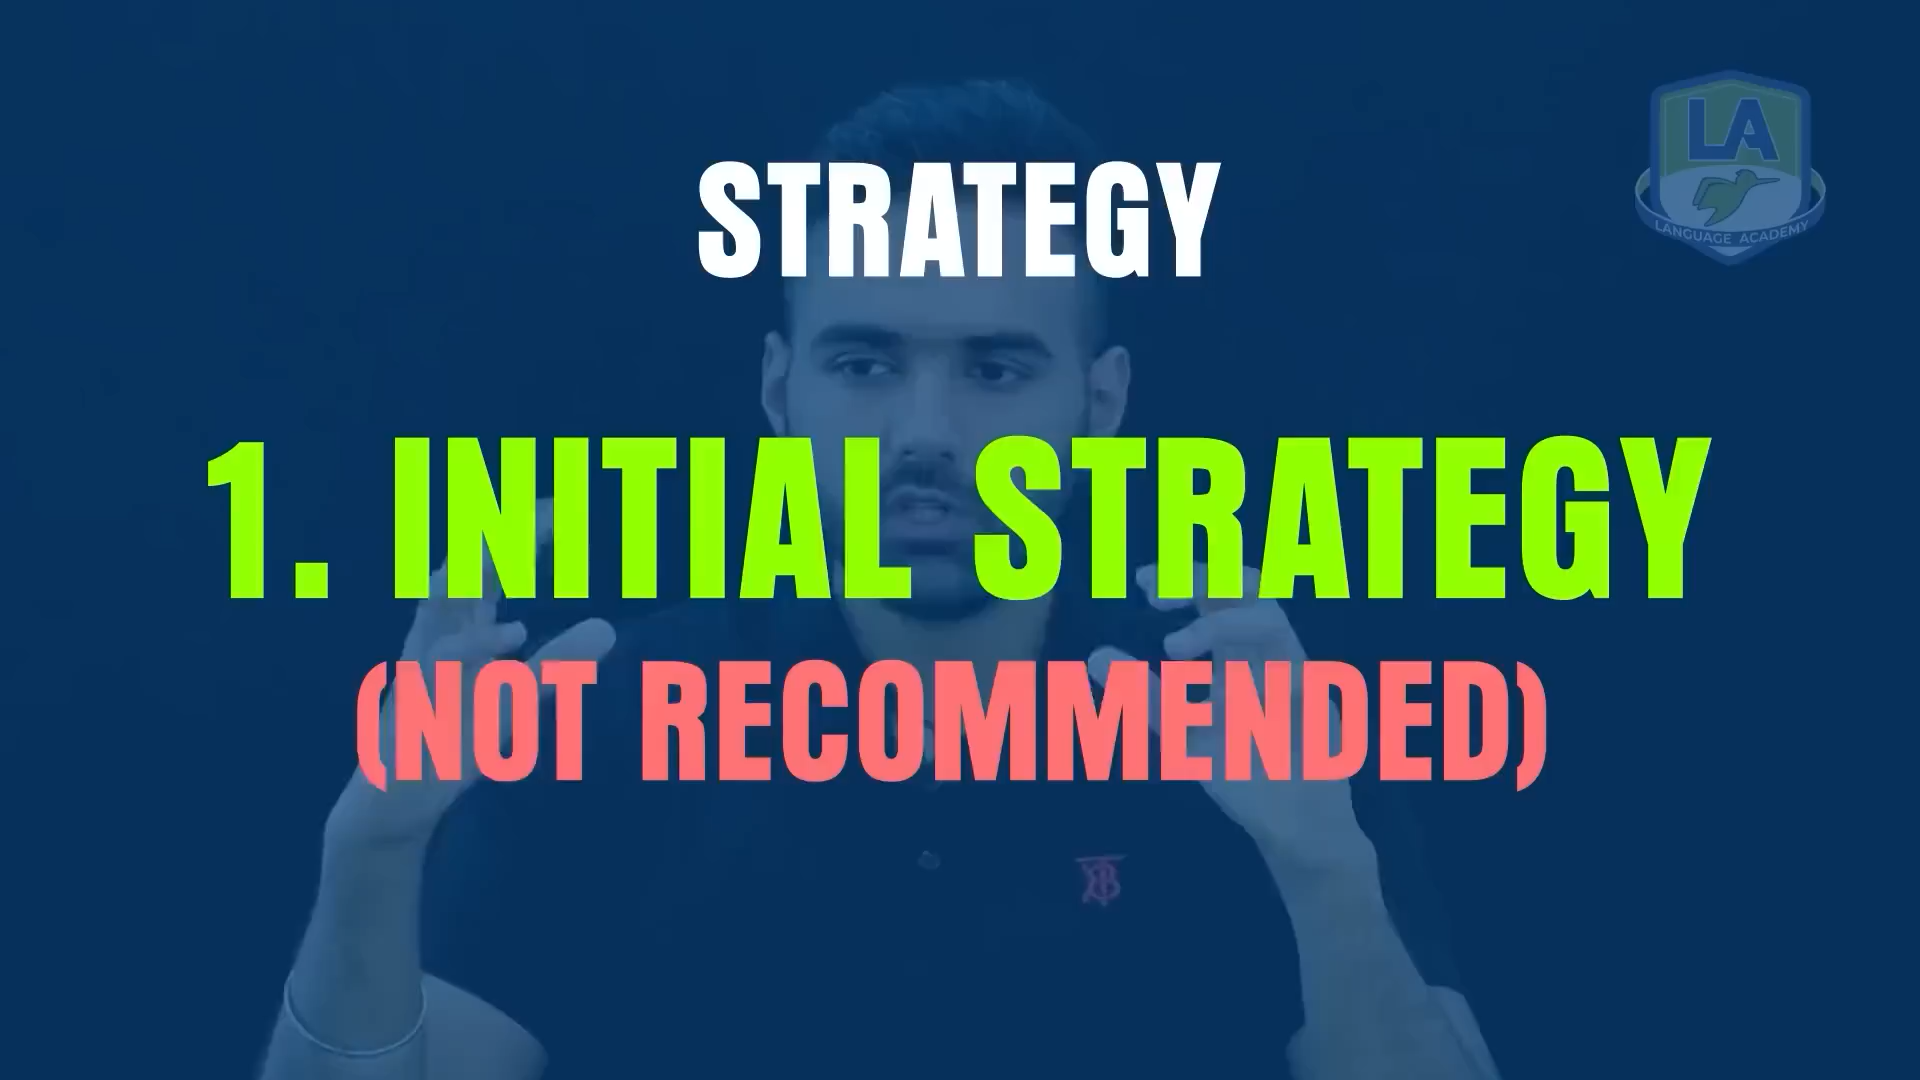 LA
LANGUAGE ACADEMY
STRATEGY
1. INITIAL STRATEGY
(NOT RECOMMENDED)